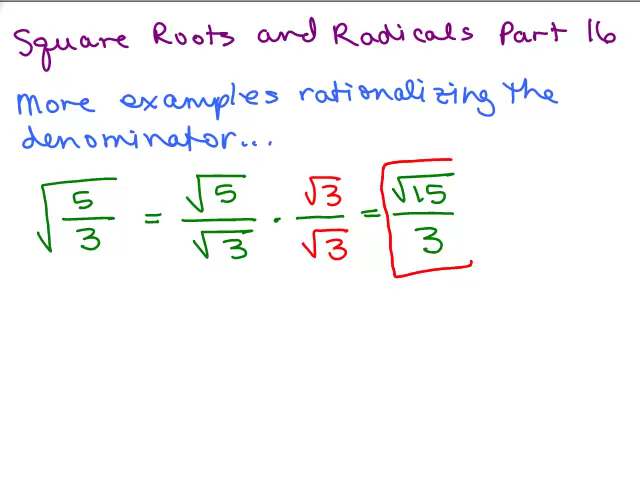 Square Roots and Radicals Part 16
More examples rationalizing the
denominator...
√(5/3) = √5/√3 · √3/√3 = √15/3